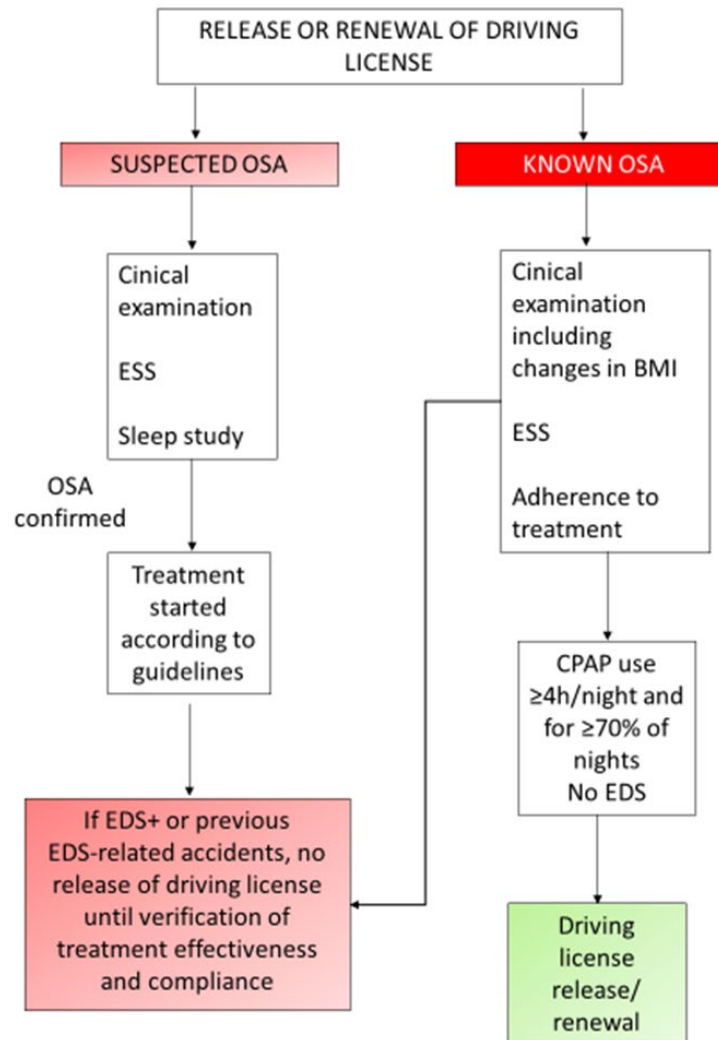 RELEASE OR RENEWAL OF DRIVING
LICENSE
SUSPECTED OSA
Cinical
examination
ESS
Sleep study
OSA
confirmed
Treatment
started
according to
guidelines
If EDS+ or previous
EDS-related accidents, no
release of driving license
until verification of
treatment effectiveness
and compliance
KNOWN OSA
Cinical
examination
including
changes in BMI
ESS
Adherence to
treatment
CPAP use
≥4h/night and
for ≥70% of
nights
No EDS
Driving
license
release/
renewal